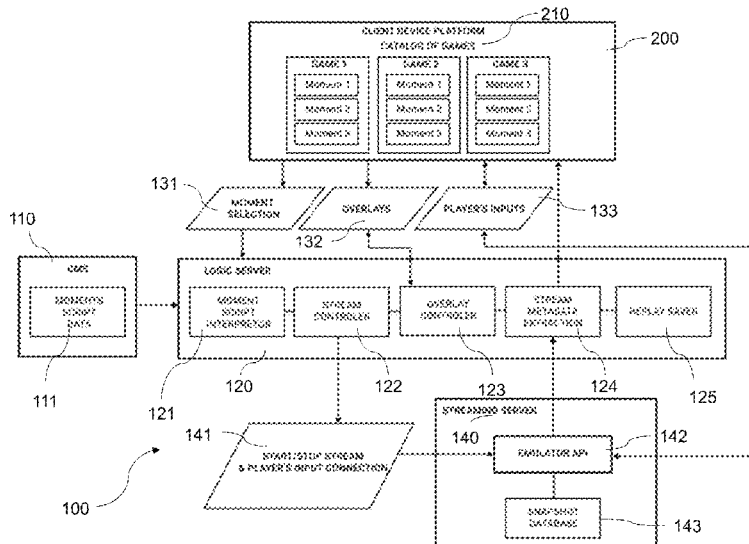 210
CLIENT DEVICE PLATFORM
CATALOG OF GAMES
200
GAME 1
GAME 2
GAME 3
Moment 1
Moment 1
Moment 1
Moment 2
Moment 2
Moment 2
Moment 3
Moment 3
Moment 3
131
MOMENT
SELECTION
OVERLAYS
PLAYER'S INPUTS
133
132
110
CMS
MOMENTS
SCRIPT
DATA
111
LOGIC SERVER
MOMENT
SCRIPT
INTERPRETOR
STREAM
CONTROLER
OVERLAY
CONTROLER
STREAM
METADATA
EXTRACTION
REPLAY SAVER
120
121
122
123
124
125
141
START/STOP STREAM
& PLAYER'S INPUT CONNECTION
STREAMING SERVER
140
142
EMULATOR API
SNAPSHOT
DATABASE
143
100